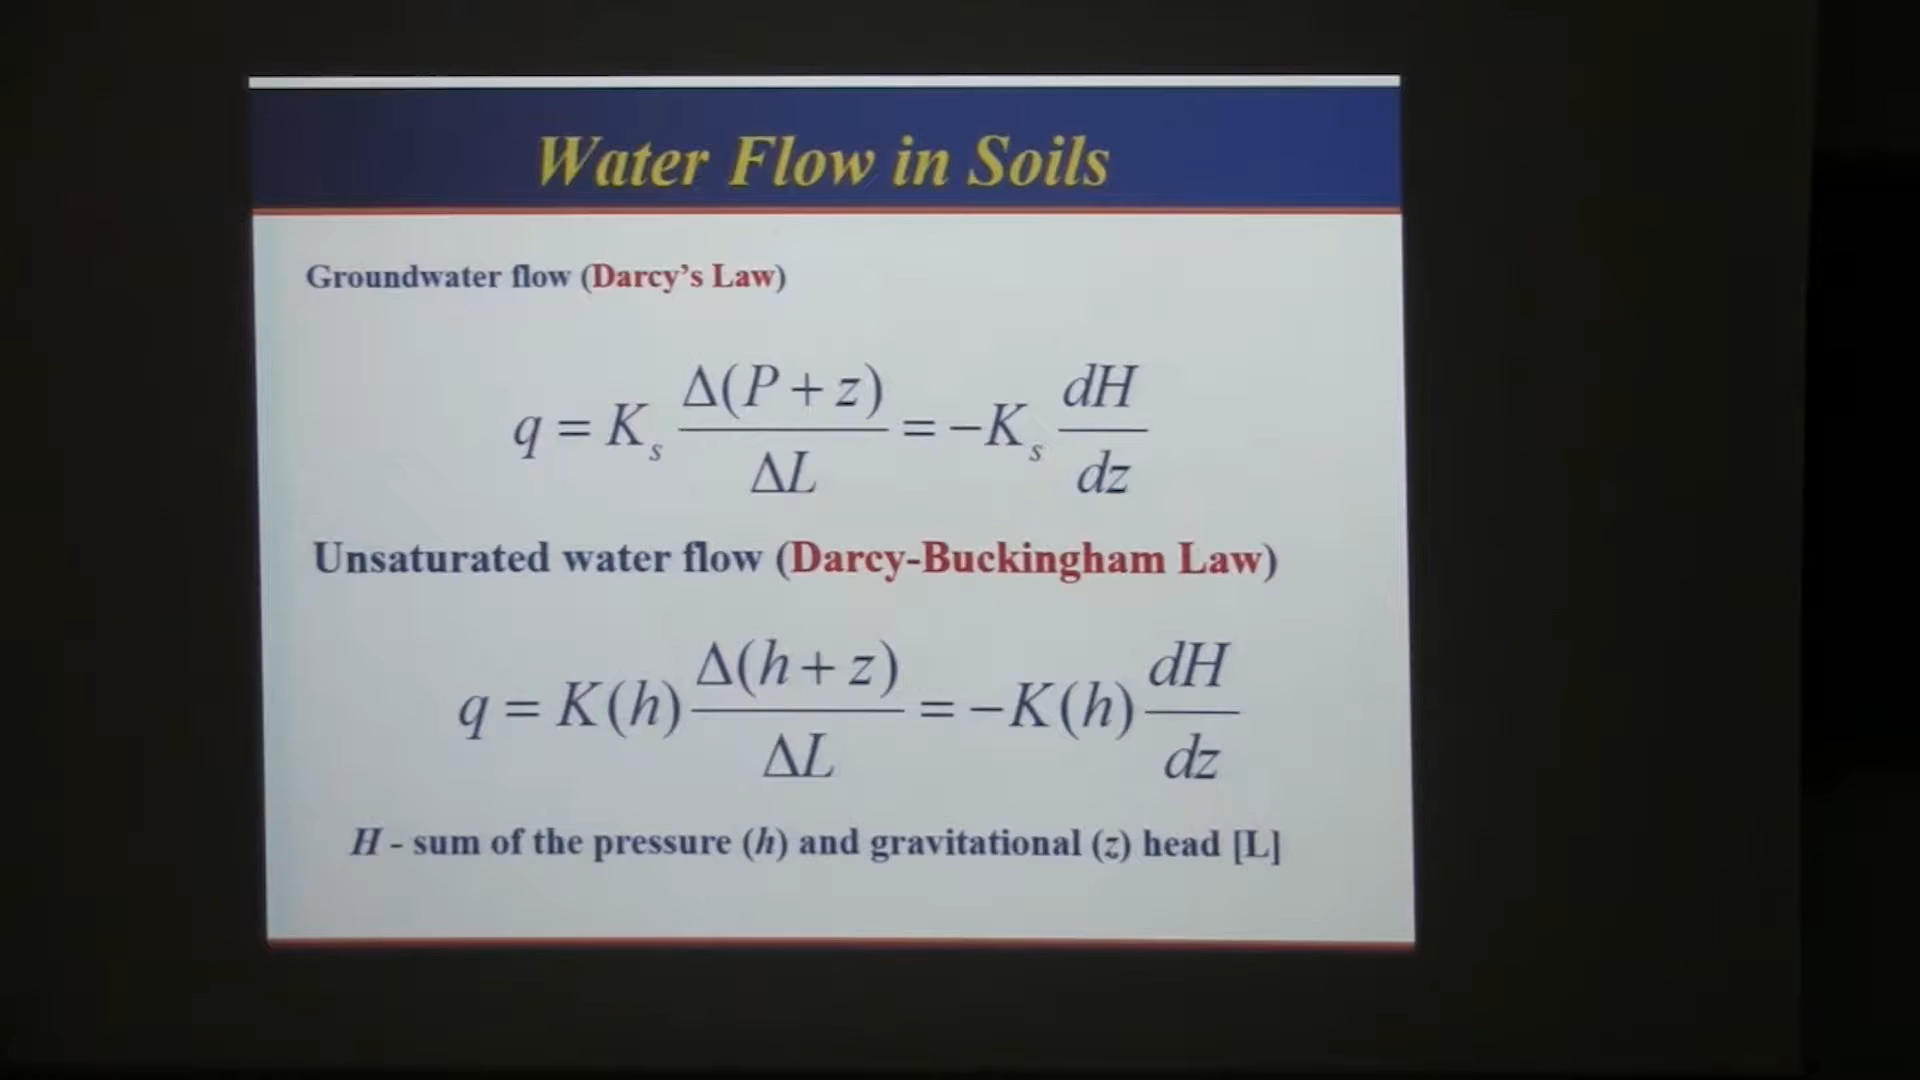 Water Flow in Soils
Groundwater flow (Darcy's Law)
q = K_s Δ(P + z) / ΔL = -K_s dH / dz
Unsaturated water flow (Darcy-Buckingham Law)
q = K(h) Δ(h + z) / ΔL = -K(h) dH / dz
H - sum of the pressure (h) and gravitational (z) head [L]